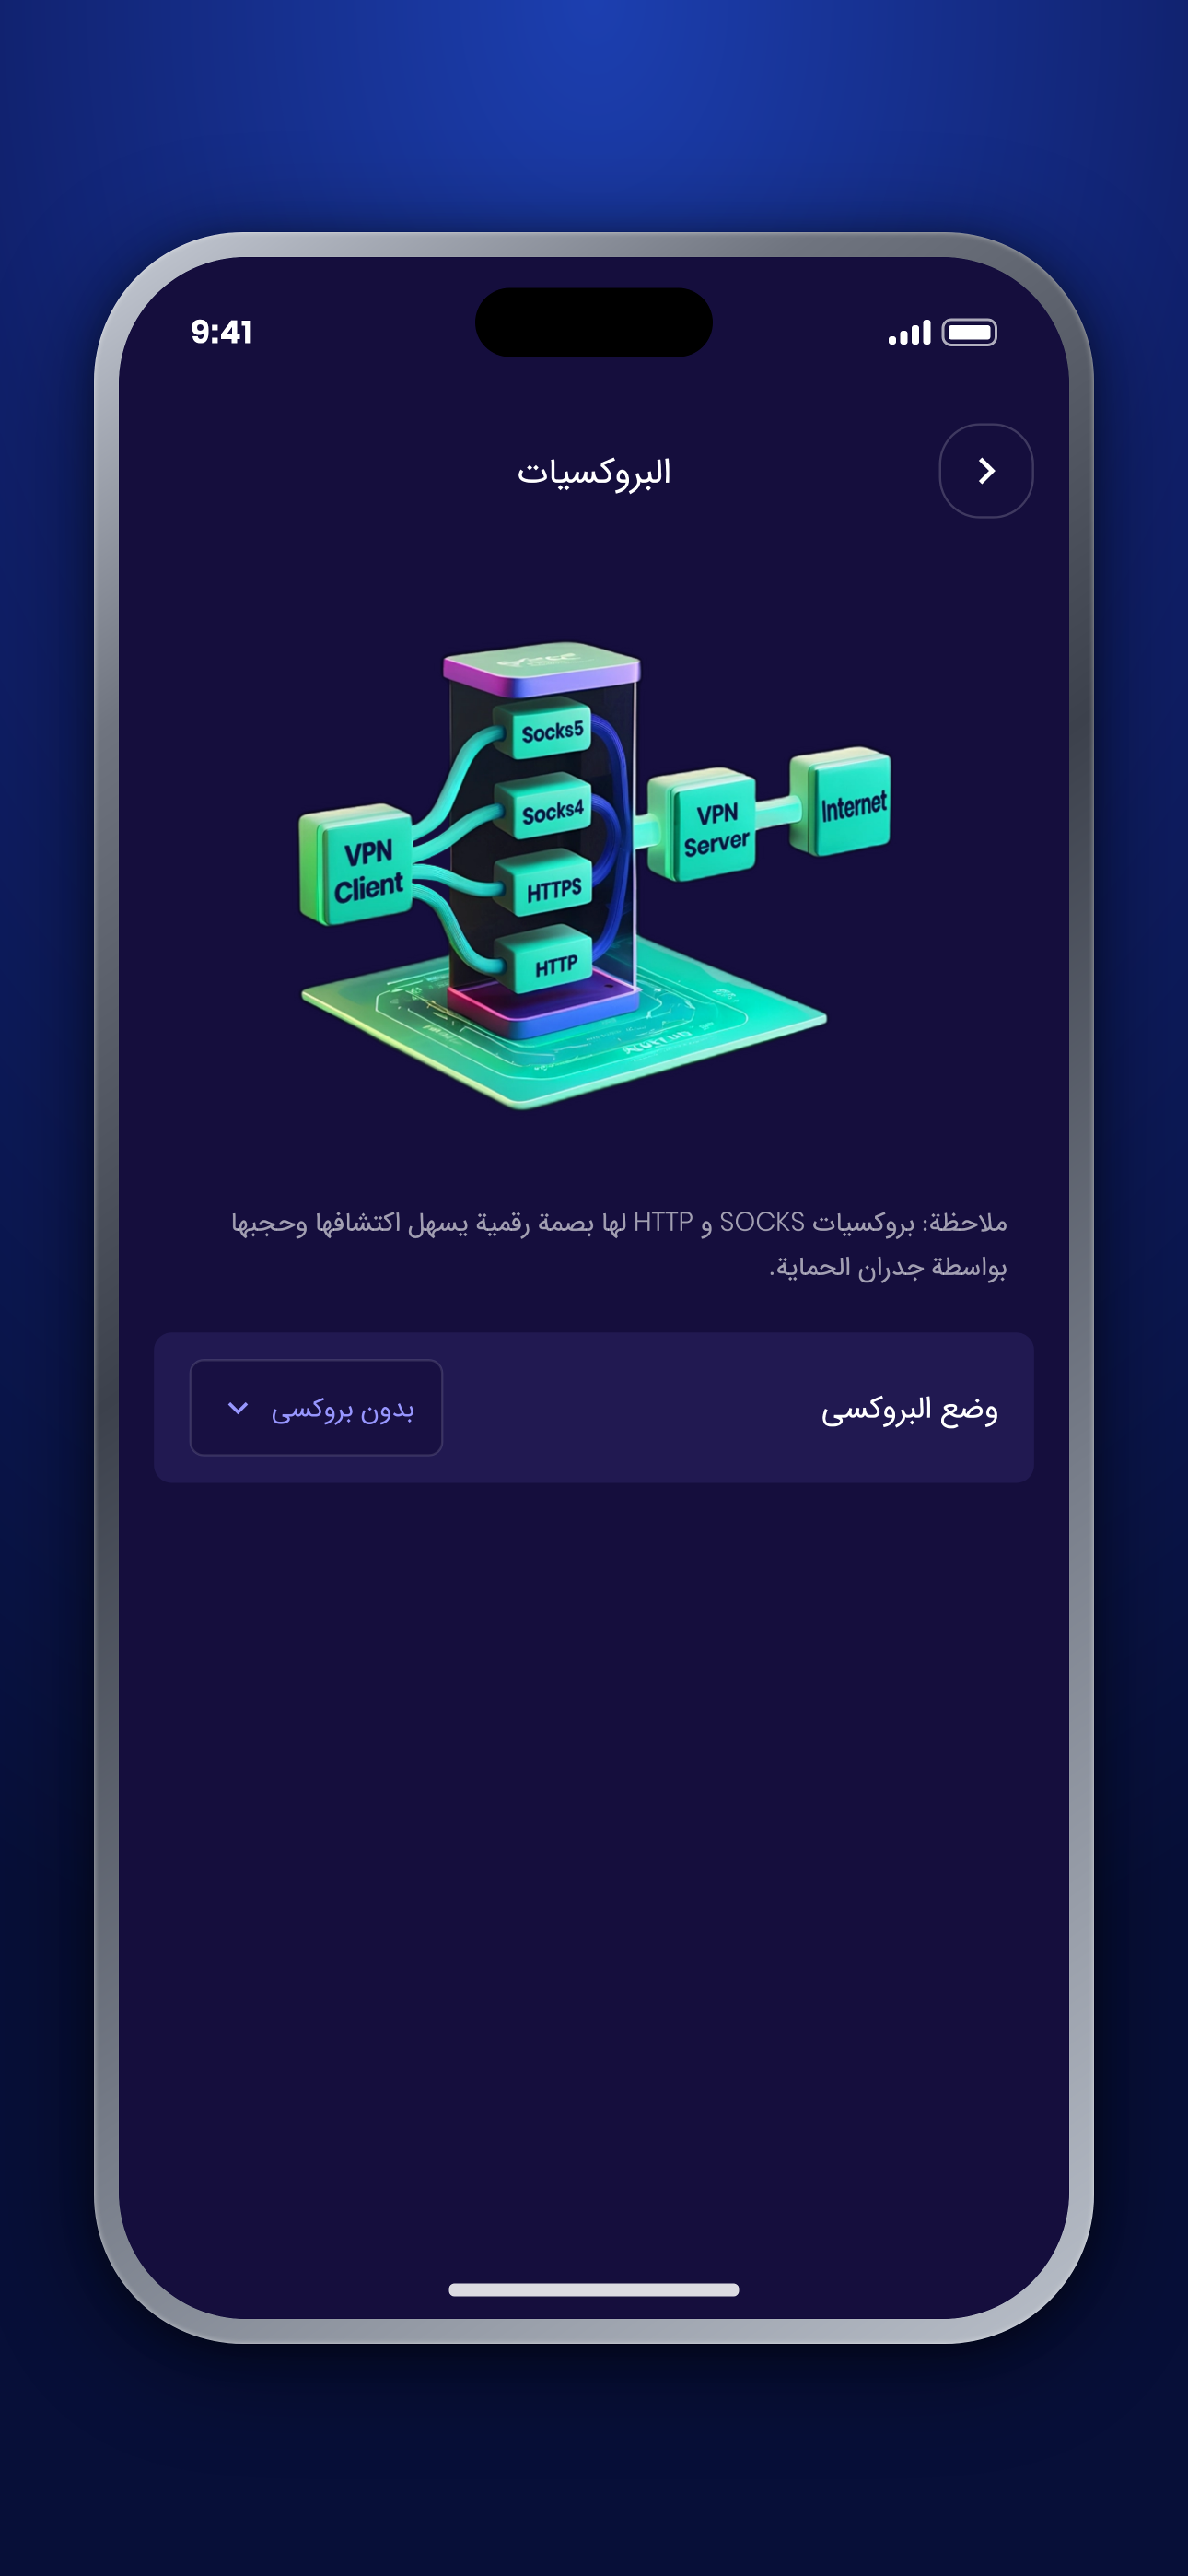 9:41
البروكسيات
Socks5
Socks4
HTTPS
HTTP
VPN
Client
VPN
Server
Internet
ملاحظة: بروكسيات SOCKS و HTTP لها بصمة رقمية يسهل اكتشافها وحجبها
بواسطة جدران الحماية.
وضع البروكسي
بدون بروكسي